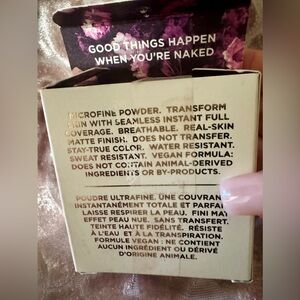 GOOD THINGS HAPPEN
WHEN YOU'RE NAKED
MICROFINE POWDER. TRANSFORM
SKIN WITH SEAMLESS INSTANT FULL
COVERAGE. BREATHABLE. REAL-SKIN
MATTE FINISH. DOES NOT TRANSFER.
STAY-TRUE COLOR. WATER RESISTANT.
SWEAT RESISTANT. VEGAN FORMULA:
DOES NOT CONTAIN ANIMAL-DERIVED
INGREDIENTS OR BY-PRODUCTS.
POUDRE ULTRAFINE. UNE COUVRAN
INSTANTANÉMENT TOTALE ET PARFAI
LAISSE RESPIRER LA PEAU. FINI MAT
EFFET PEAU NUE. SANS TRANSFERT.
TEINTE HAUTE FIDÉLITÉ. RÉSISTE
À L'EAU ET À LA TRANSPIRATION.
FORMULE VEGAN : NE CONTIENT
AUCUN INGRÉDIENT OU DÉRIVÉ
D'ORIGINE ANIMALE.